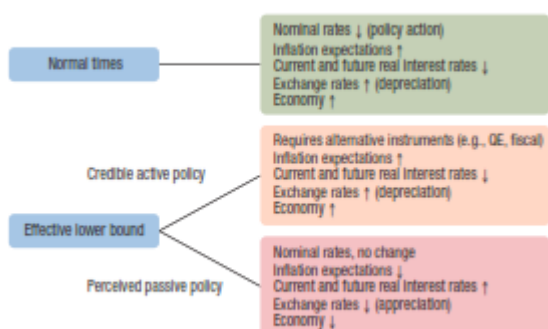 Normal times
Nominal rates ↓ (policy action)
Inflation expectations ↑
Current and future real interest rates ↓
Exchange rates ↑ (depreciation)
Economy ↑
Effective lower bound
Credible active policy
Requires alternative instruments (e.g., QE, fiscal)
Inflation expectations ↑
Current and future real interest rates ↓
Exchange rates ↑ (depreciation)
Economy ↑
Perceived passive policy
Nominal rates, no change
Inflation expectations ↓
Current and future real interest rates ↑
Exchange rates ↓ (appreciation)
Economy ↓